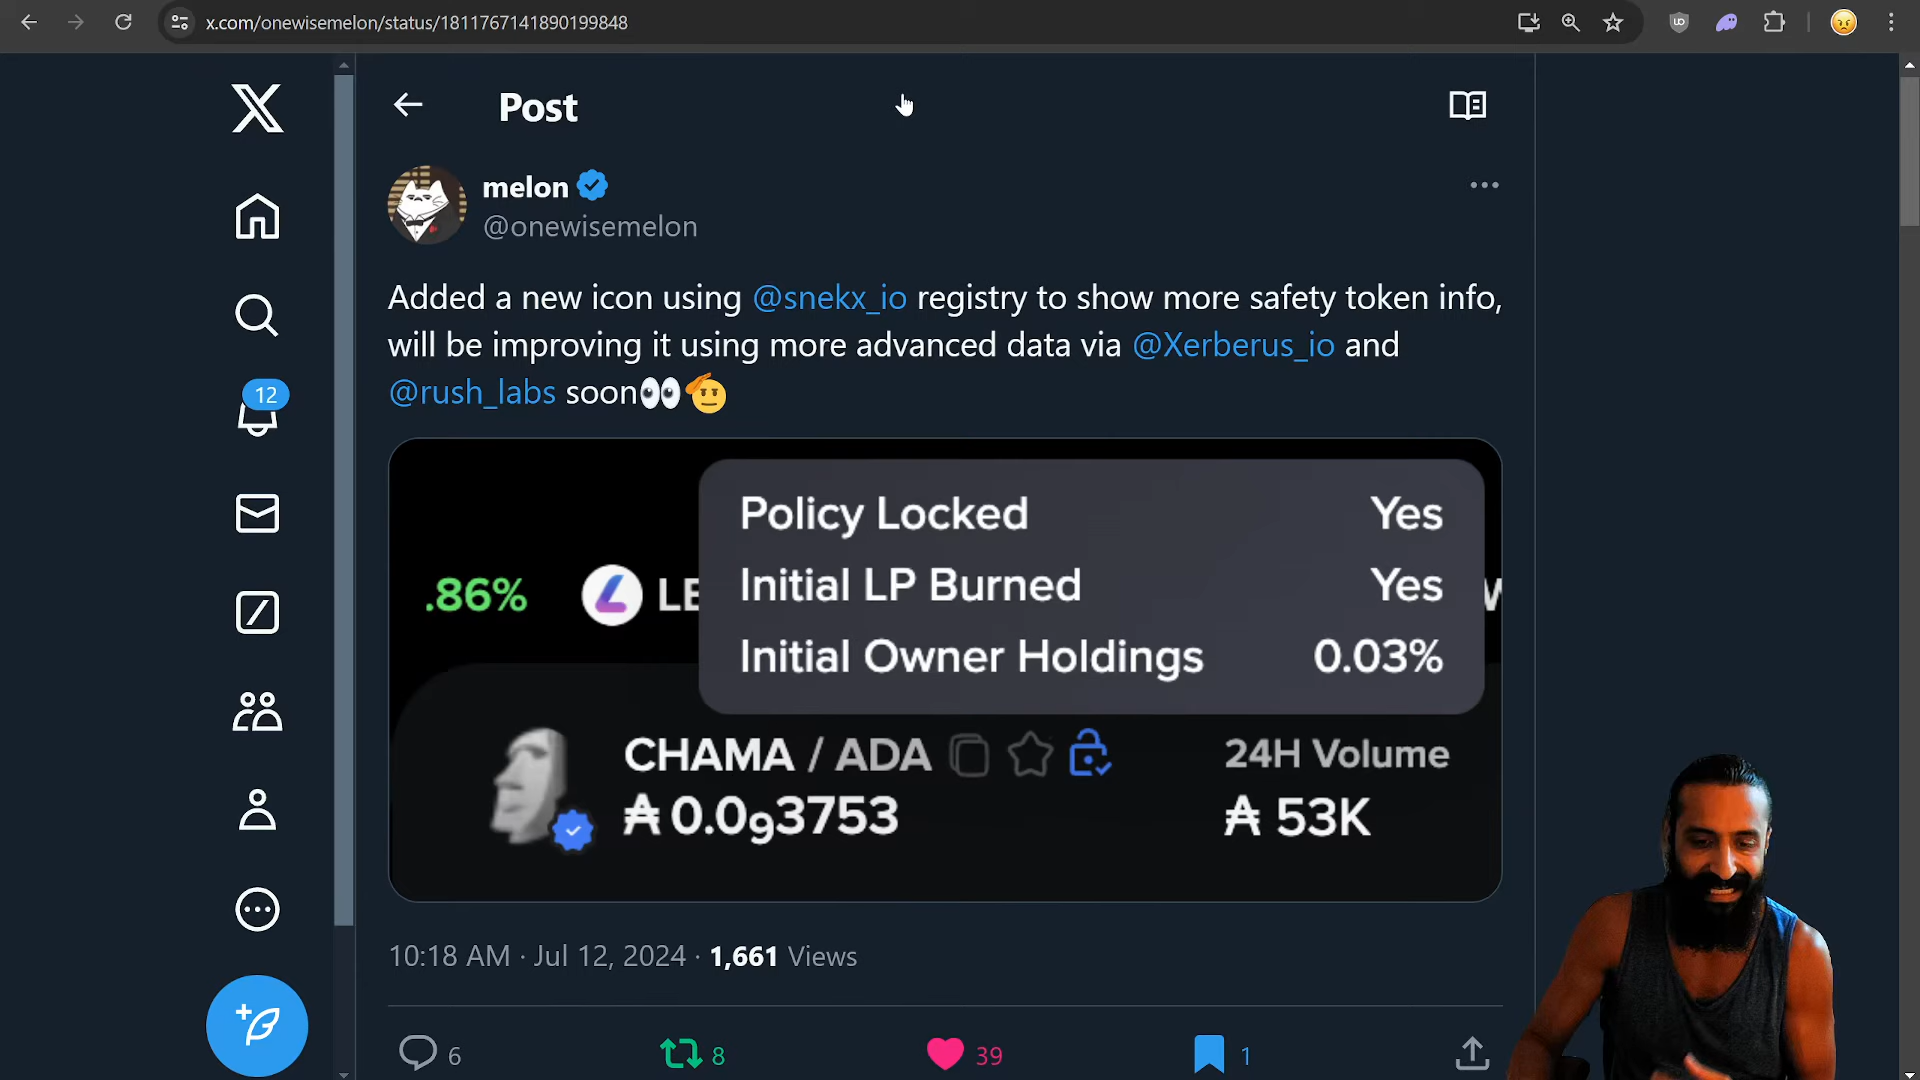 x.com/onewisemelon/status/1811767141890199848
Post
melon
@onewisemelon
Added a new icon using @snekx_io registry to show more safety token info,
will be improving it using more advanced data via @Xerberus_io and
@rush_labs soon👀🫡
12
Policy Locked Yes
.86% LE Initial LP Burned Yes W
Initial Owner Holdings 0.03%
CHAMA / ADA 24H Volume
₳ 0.0₉3753 ₳ 53K
10:18 AM · Jul 12, 2024 · 1,661 Views
6 8 39 1